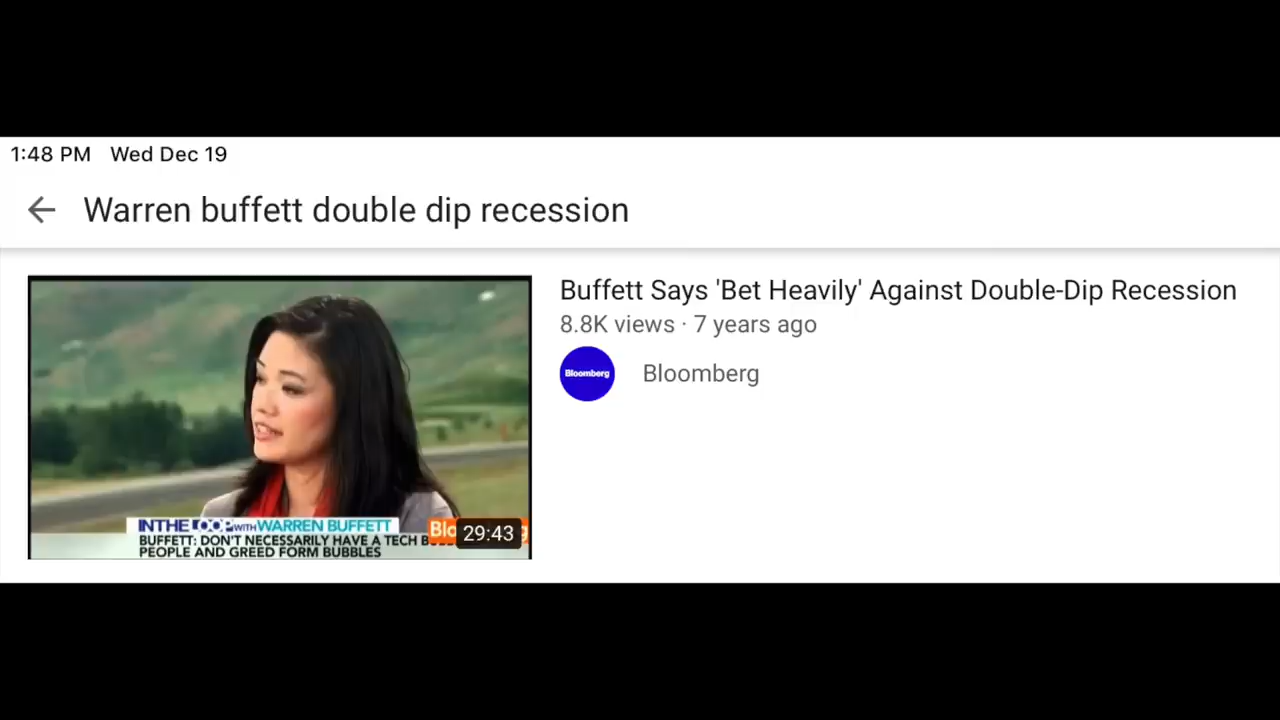 1:48 PM Wed Dec 19
Warren buffett double dip recession
Buffett Says 'Bet Heavily' Against Double-Dip Recession
8.8K views · 7 years ago
Bloomberg
Bloomberg
INTHELOOP WITH WARREN BUFFETT
BUFFETT: DON'T NECESSARILY HAVE A TECH
PEOPLE AND GREED FORM BUBBLES
29:43